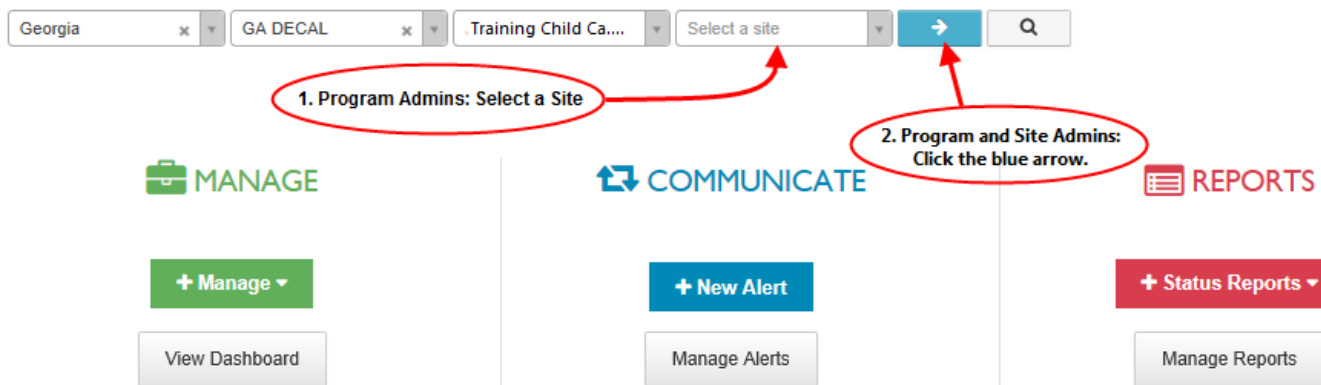 Georgia
GA DECAL
Training Child Ca....
Select a site
1. Program Admins: Select a Site
2. Program and Site Admins:
Click the blue arrow.
MANAGE
COMMUNICATE
REPORTS
+ Manage
+ New Alert
+ Status Reports
View Dashboard
Manage Alerts
Manage Reports